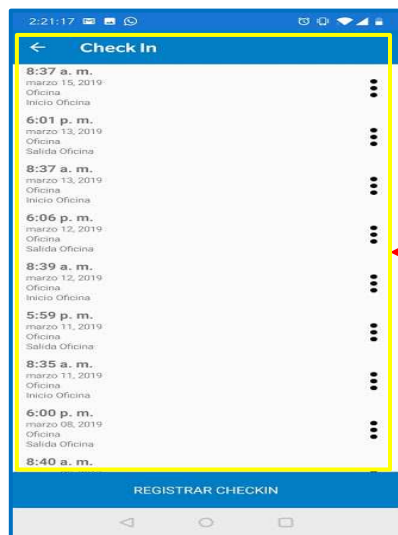 2:21:17
Check In
8:37 a. m.
marzo 15, 2019
Oficina
Inicio Oficina
6:01 p. m.
marzo 13, 2019
Oficina
Salida Oficina
8:37 a. m.
marzo 13, 2019
Oficina
Inicio Oficina
6:06 p. m.
marzo 12, 2019
Oficina
Salida Oficina
8:39 a. m.
marzo 12, 2019
Oficina
Inicio Oficina
5:59 p. m.
marzo 11, 2019
Oficina
Salida Oficina
8:35 a. m.
marzo 11, 2019
Oficina
Inicio Oficina
6:00 p. m.
marzo 08, 2019
Oficina
Salida Oficina
8:40 a. m.
REGISTRAR CHECKIN